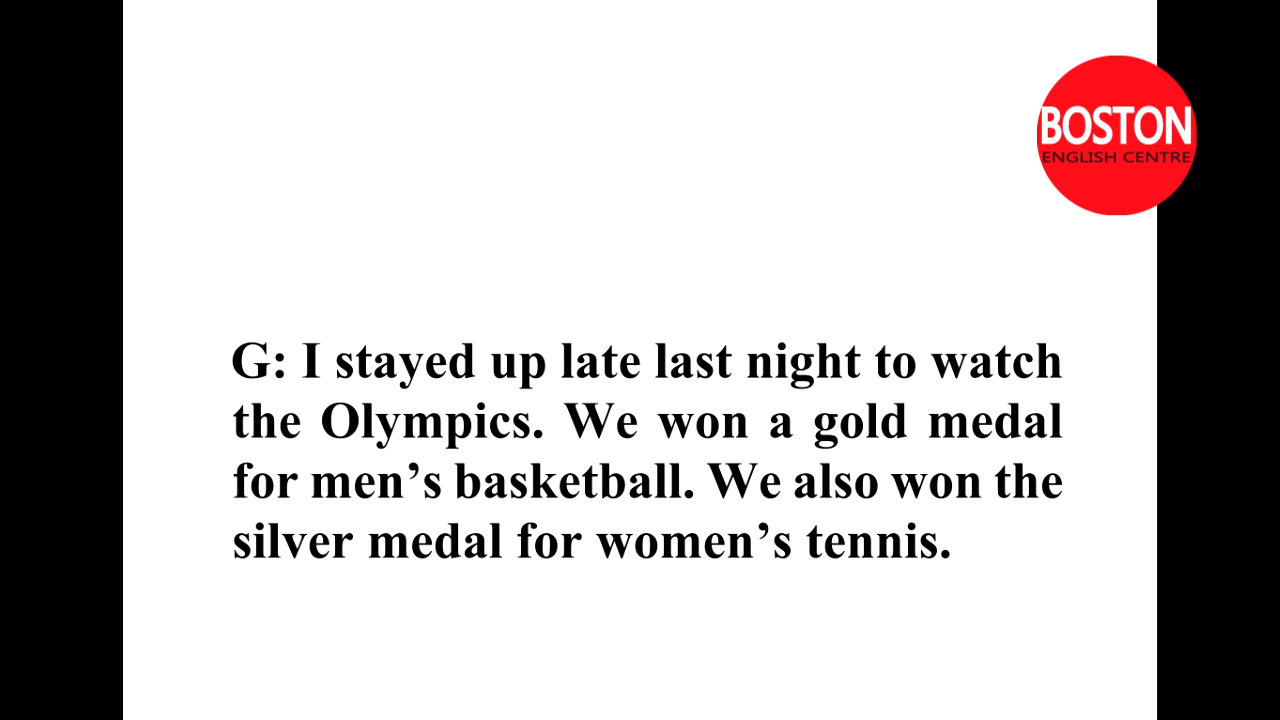 BOSTON
ENGLISH CENTRE
G: I stayed up late last night to watch
the Olympics. We won a gold medal
for men’s basketball. We also won the
silver medal for women’s tennis.